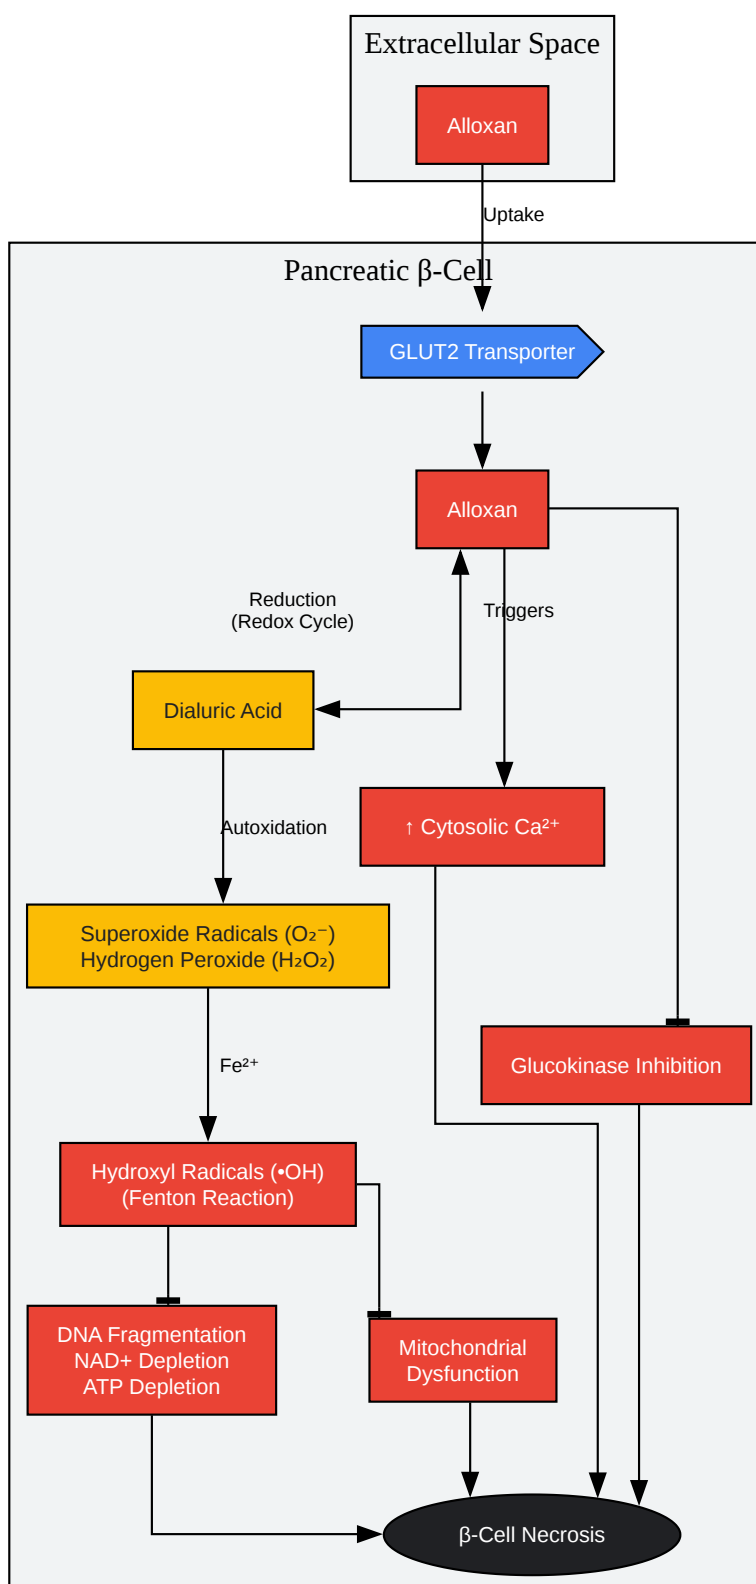 Extracellular Space
Alloxan
Uptake
Pancreatic β-Cell
GLUT2 Transporter
Alloxan
Reduction
(Redox Cycle)
Triggers
Dialuric Acid
↑ Cytosolic Ca²⁺
Autoxidation
Superoxide Radicals (O₂⁻)
Hydrogen Peroxide (H₂O₂)
Glucokinase Inhibition
Fe²⁺
Hydroxyl Radicals (•OH)
(Fenton Reaction)
DNA Fragmentation
NAD+ Depletion
ATP Depletion
Mitochondrial
Dysfunction
β-Cell Necrosis